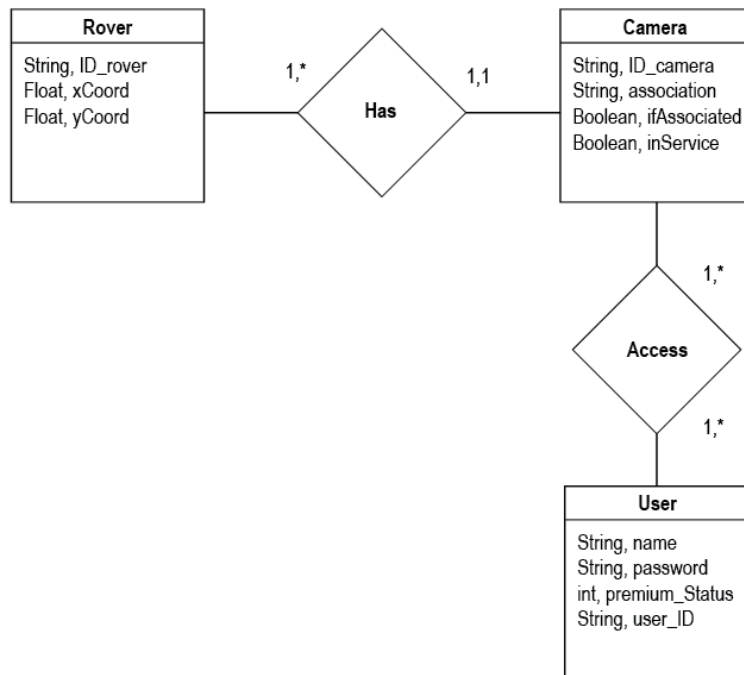 Rover
String, ID_rover
Float, xCoord
Float, yCoord
1,*
Has
1,1
Camera
String, ID_camera
String, association
Boolean, ifAssociated
Boolean, inService
1,*
Access
1,*
User
String, name
String, password
int, premium_Status
String, user_ID